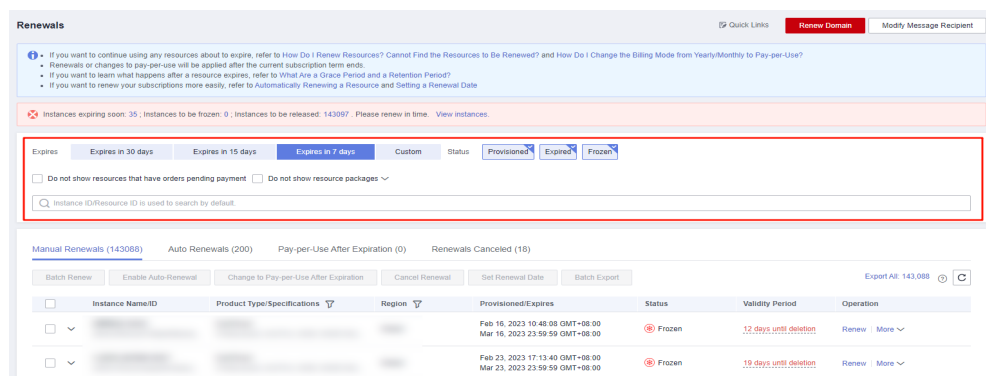 Renewals
Quick Links
Renew Domain
Modify Message Recipient
If you want to continue using any resources about to expire, refer to How Do I Renew Resources? Cannot Find the Resources to Be Renewed? and How Do I Change the Billing Mode from Yearly/Monthly to Pay-per-Use?
Renewals or changes to pay-per-use will be applied after the current subscription term ends.
If you want to learn what happens after a resource expires, refer to What Are a Grace Period and a Retention Period?
If you want to renew your subscriptions more easily, refer to Automatically Renewing a Resource and Setting a Renewal Date
Instances expiring soon: 35 ; Instances to be frozen: 0 ; Instances to be released: 143097 . Please renew in time. View instances.
Expires Expires in 30 days Expires in 15 days Expires in 7 days Custom Status Provisioned Expired Frozen
Do not show resources that have orders pending payment Do not show resource packages
Instance ID/Resource ID is used to search by default.
Manual Renewals (143088) Auto Renewals (200) Pay-per-Use After Expiration (0) Renewals Canceled (18)
Batch Renew Enable Auto-Renewal Change to Pay-per-Use After Expiration Cancel Renewal Set Renewal Date Batch Export Export All: 143,088
Instance Name/ID Product Type/Specifications Region Provisioned/Expires Status Validity Period Operation
Feb 16, 2023 10:48:08 GMT+08:00
Mar 16, 2023 23:59:59 GMT+08:00
Frozen 12 days until deletion Renew More
Feb 23, 2023 17:13:40 GMT+08:00
Mar 23, 2023 23:59:59 GMT+08:00
Frozen 19 days until deletion Renew More